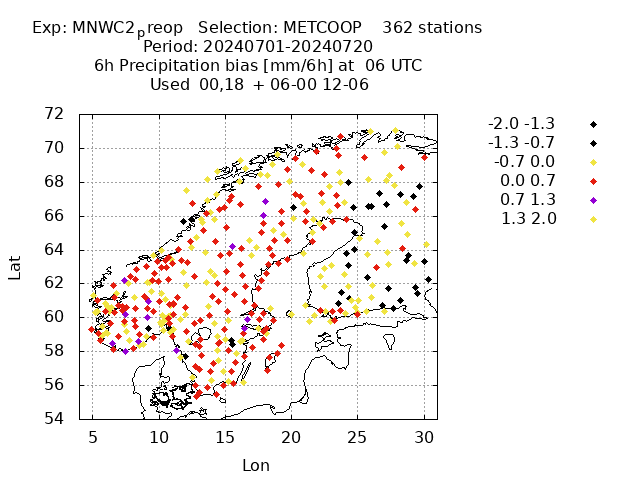 Exp: MNWC2preop Selection: METCOOP 362 stations
Period: 20240701-20240720
6h Precipitation bias [mm/6h] at 06 UTC
Used 00,18 + 06-00 12-06
-2.0 -1.3
-1.3 -0.7
-0.7 0.0
0.0 0.7
0.7 1.3
1.3 2.0
72
70
68
66
64
62
60
58
56
54
Lat
5 10 15 20 25 30
Lon